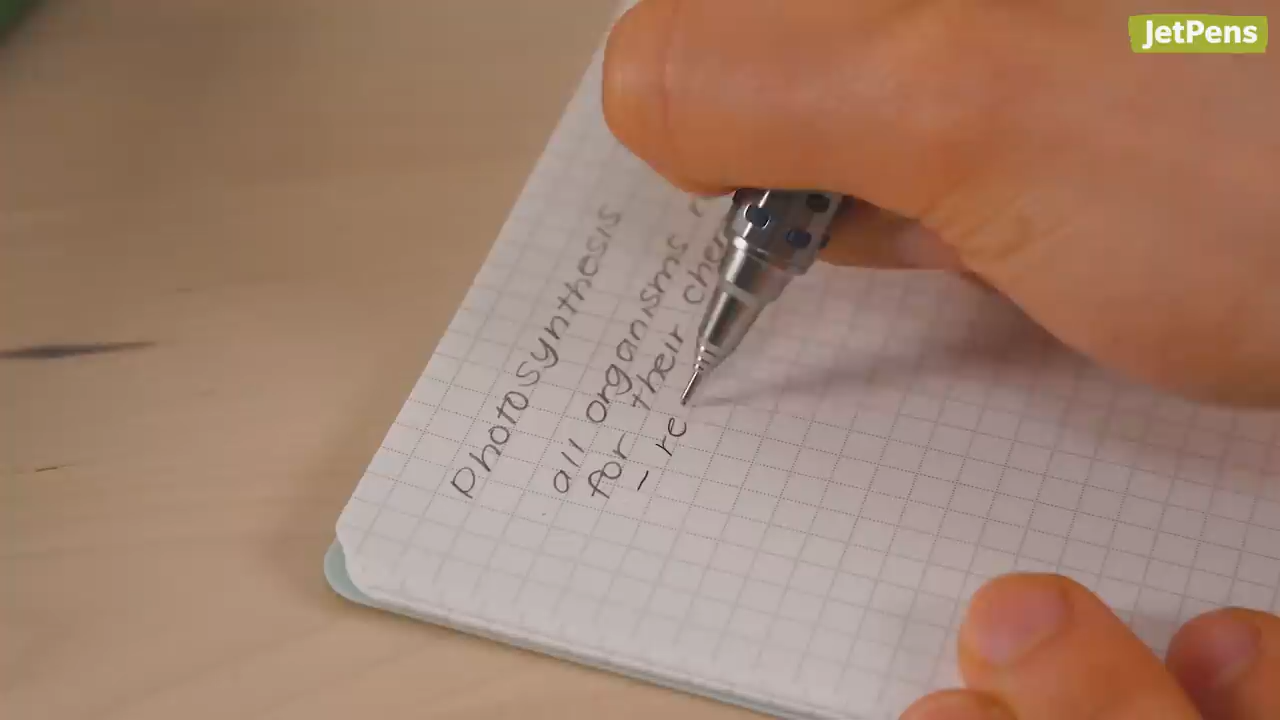 JetPens
Photosynthesis
all organisms
for their
- re